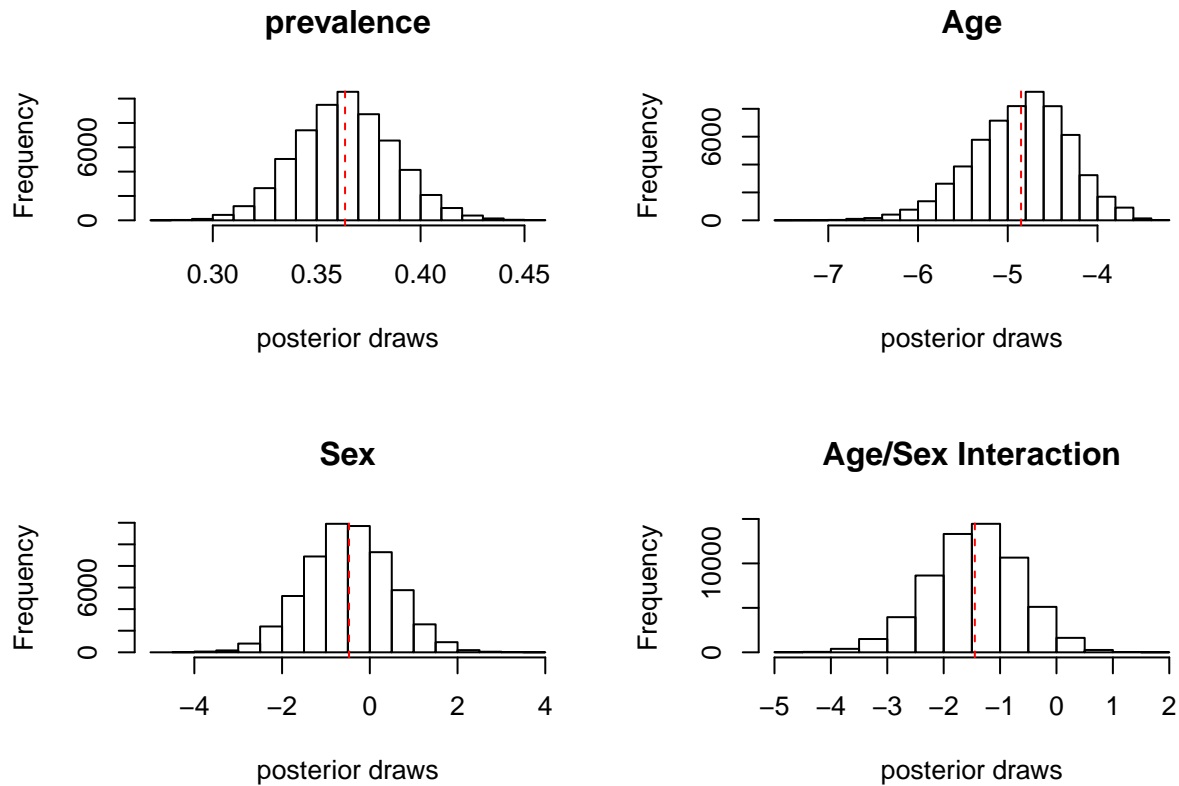 prevalence
Frequency
0
6000
0.30 0.35 0.40 0.45
posterior draws
Age
Frequency
0
6000
−7 −6 −5 −4
posterior draws
Sex
Frequency
0
6000
−4 −2 0 2 4
posterior draws
Age/Sex Interaction
Frequency
0
10000
−5 −4 −3 −2 −1 0 1 2
posterior draws